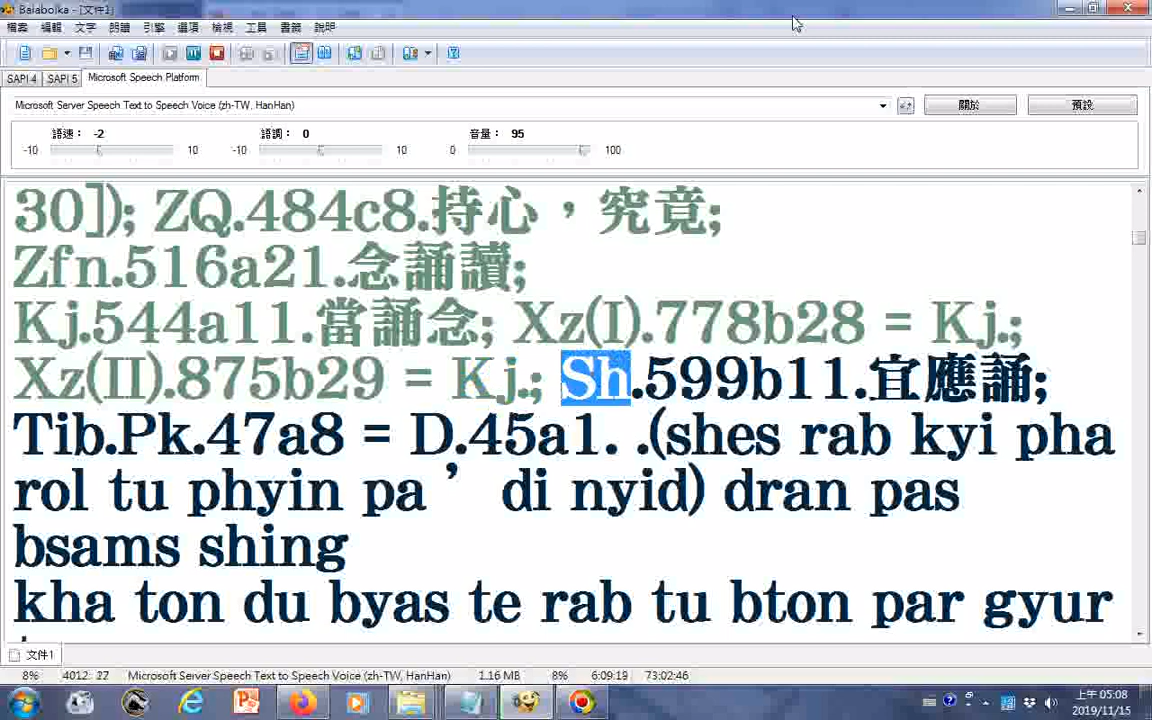 Balabolka - [文件1]
檔案 編輯 文字 朗讀 引擎 選項 檢視 工具 書籤 說明
SAPI 4 SAPI 5 Microsoft Speech Platform
Microsoft Server Speech Text to Speech Voice (zh-TW, HanHan) 關於 預設
語速： -2 語調： 0 音量： 95
-10 10 -10 10 0 100
30]); ZQ.484c8.持心，究竟;
Zfn.516a21.念誦讀;
Kj.544a11.當誦念; Xz(I).778b28 = Kj.;
Xz(II).875b29 = Kj.; Sh.599b11.宜應誦;
Tib.Pk.47a8 = D.45a1. .(shes rab kyi pha
rol tu phyin pa ’ di nyid) dran pas
bsams shing
kha ton du byas te rab tu bton par gyur
文件1
8% 4012: 27 Microsoft Server Speech Text to Speech Voice (zh-TW, HanHan) 1.16 MB 8% 6:09:19 73:02:46
上午 05:08
2019/11/15